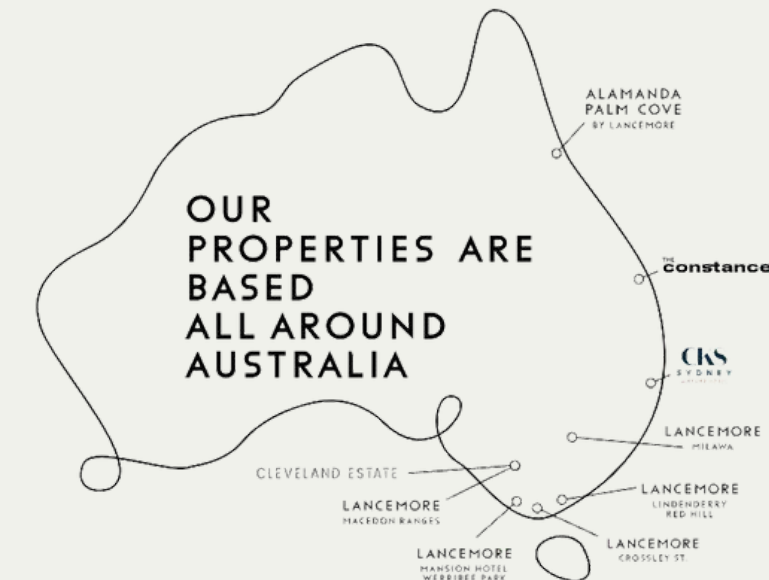 OUR
PROPERTIES ARE
BASED
ALL AROUND
AUSTRALIA
ALAMANDA
PALM COVE
BY LANCEMORE
THE
constance
CKS
SYDNEY
LANCEMORE
MILAWA
CLEVELAND ESTATE
LANCEMORE
MACEDON RANGES
LANCEMORE
LINDENDERRY
RED HILL
LANCEMORE
CROSSLEY ST.
LANCEMORE
MANSION HOTEL
WERRIBEE PARK